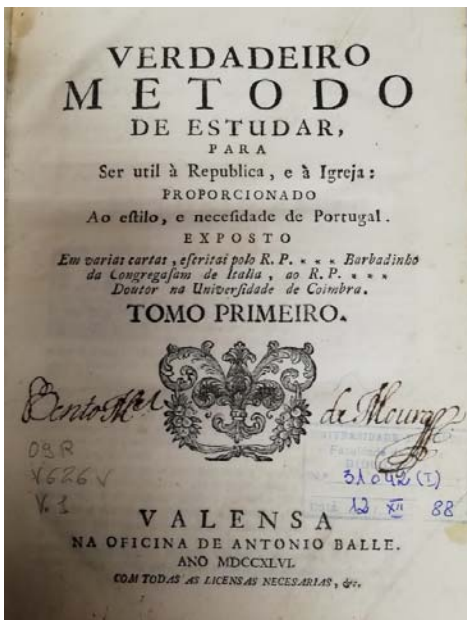 VERDADEIRO
METODO
DE ESTUDAR,
PARA
Ser util à Republica, e à Igreja:
PROPORCIONADO
Ao eſtilo, e neceſidade de Portugal.
EXPOSTO
Em varias cartas, eſcritas polo R. P. * * * Barbadinho
da Congregaſam de Italia, ao R. P. * * *
Doutor na Univerſidade de Coimbra.
TOMO PRIMEIRO.
Bento
de Moura
09R
V626v
V. 1
31042 (I)
12 XII 88
VALENSA
NA OFICINA DE ANTONIO BALLE.
ANO MDCCXLVI.
COM TODAS AS LICENSAS NECESARIAS, &c.